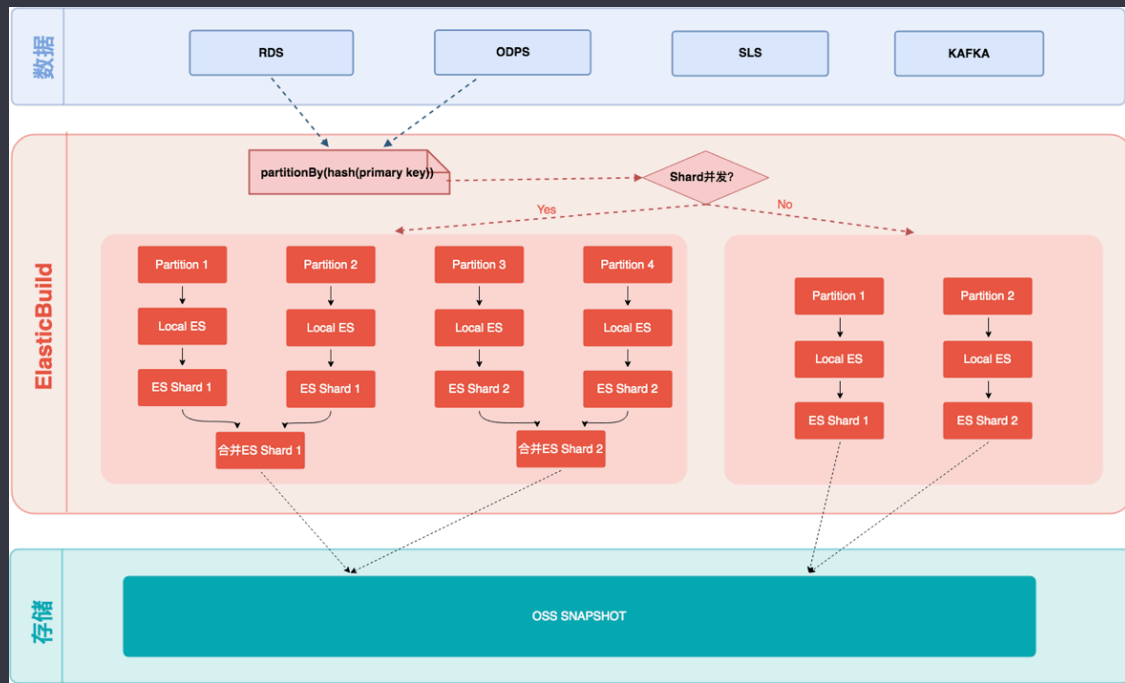 数据
RDS
ODPS
SLS
KAFKA
ElasticBuild
partitionBy(hash(primary key))
Shard并发?
Yes
No
Partition 1
Partition 2
Partition 3
Partition 4
Local ES
Local ES
Local ES
Local ES
ES Shard 1
ES Shard 1
ES Shard 2
ES Shard 2
合并ES Shard 1
合并ES Shard 2
Partition 1
Partition 2
Local ES
Local ES
ES Shard 1
ES Shard 2
存储
OSS SNAPSHOT